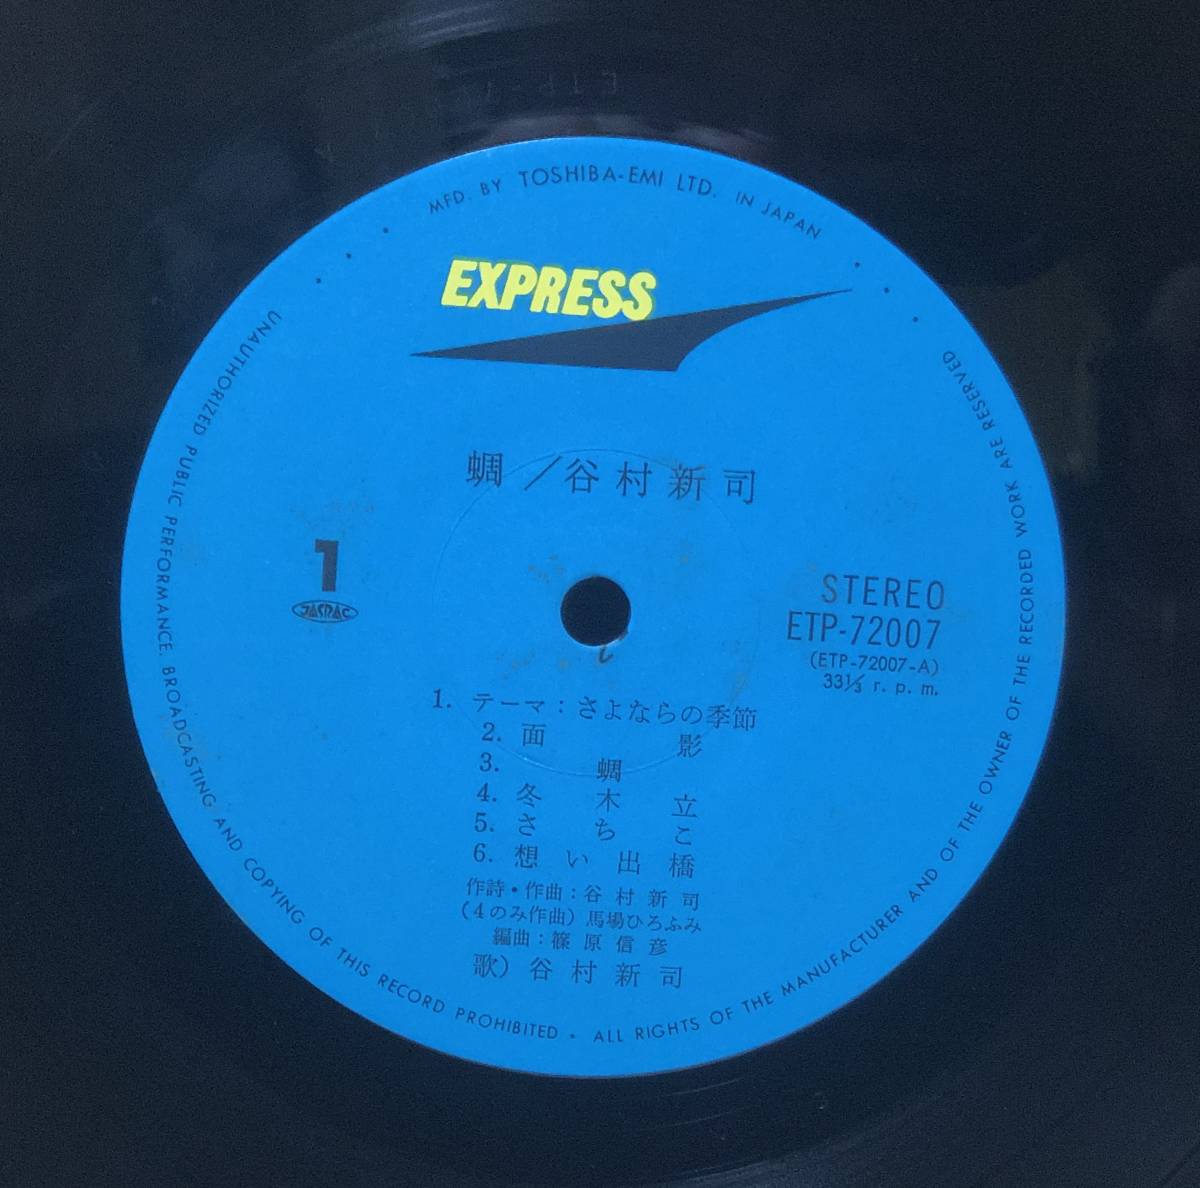 MFD. BY TOSHIBA-EMI LTD. IN JAPAN
EXPRESS
蜩／谷村新司
1
JASRAC
STEREO
ETP-72007
(ETP-72007-A)
33⅓ r. p. m.
1. テーマ：さよならの季節
2. 面影
3. 蜩
4. 冬木立
5. さちこ
6. 想い出橋
作詩・作曲：谷村新司
(4のみ作曲) 馬場ひろふみ
編曲：篠原信彦
歌) 谷村新司
UNAUTHORIZED PUBLIC PERFORMANCE, BROADCASTING AND COPYING OF THIS RECORD PROHIBITED • ALL RIGHTS OF THE MANUFACTURER AND OF THE OWNER OF THE RECORDED WORK ARE RESERVED